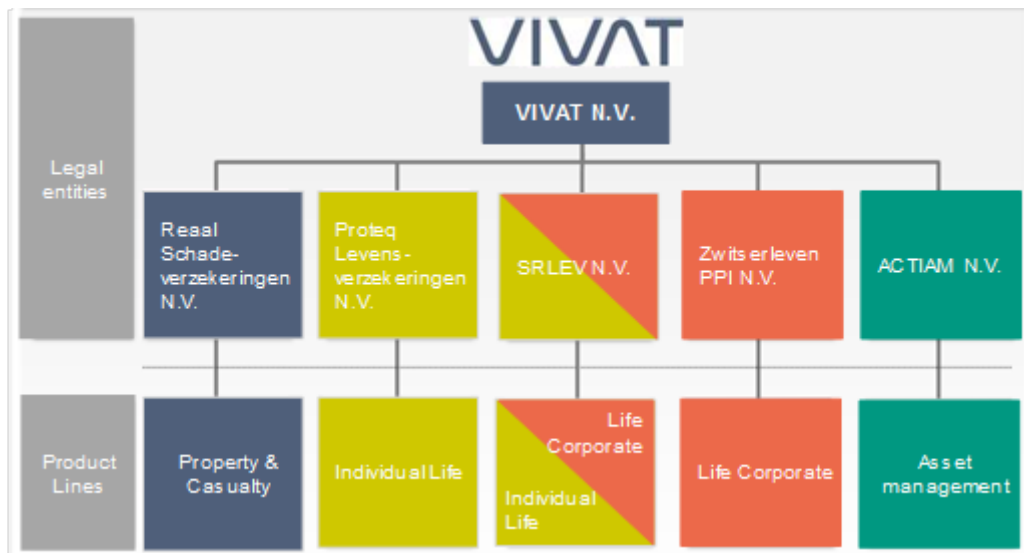 VIVAT
VIVAT N.V.
Legal
entities
Reaal
Schade-
verzekeringen
N.V.
Proteq
Levens-
verzekeringen
N.V.
SRLEV N.V.
Zwitserleven
PPI N.V.
ACTIAM N.V.
Product
Lines
Property &
Casualty
Individual Life
Life
Corporate
Individual
Life
Life Corporate
Asset
management